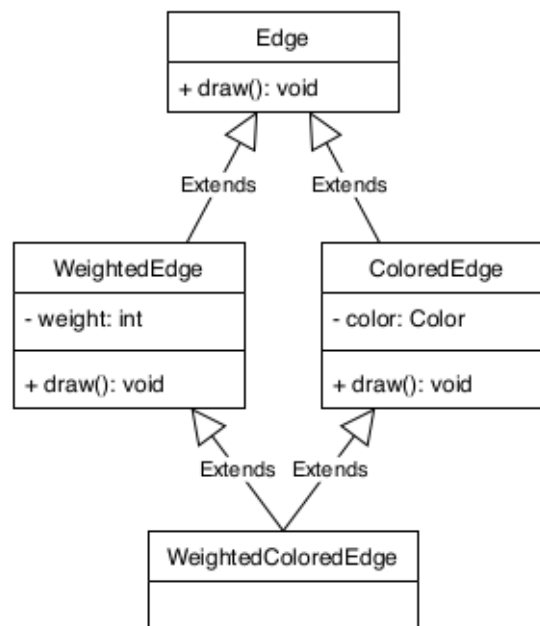 Edge
+ draw(): void
Extends
Extends
WeightedEdge
- weight: int
+ draw(): void
ColoredEdge
- color: Color
+ draw(): void
Extends
Extends
WeightedColoredEdge